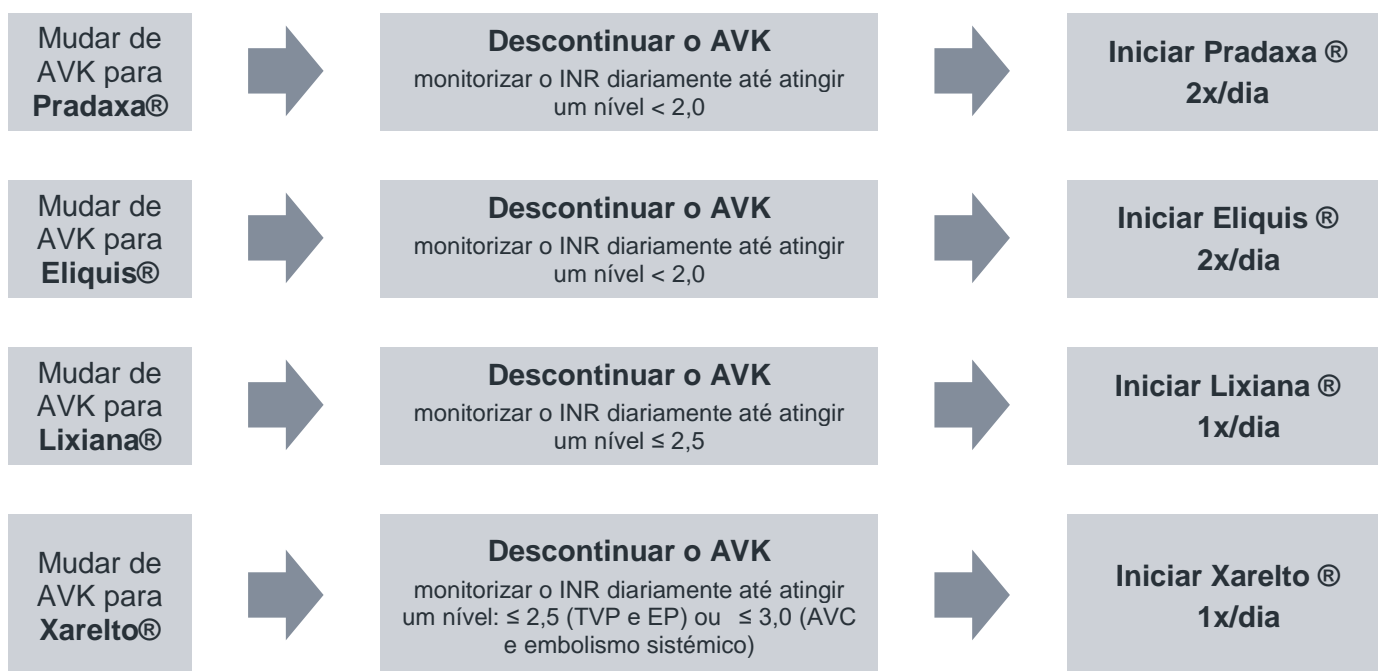 Mudar de
AVK para
Pradaxa®
Descontinuar o AVK
monitorizar o INR diariamente até atingir
um nível < 2,0
Iniciar Pradaxa ®
2x/dia
Mudar de
AVK para
Eliquis®
Descontinuar o AVK
monitorizar o INR diariamente até atingir
um nível < 2,0
Iniciar Eliquis ®
2x/dia
Mudar de
AVK para
Lixiana®
Descontinuar o AVK
monitorizar o INR diariamente até atingir
um nível ≤ 2,5
Iniciar Lixiana ®
1x/dia
Mudar de
AVK para
Xarelto®
Descontinuar o AVK
monitorizar o INR diariamente até atingir
um nível: ≤ 2,5 (TVP e EP) ou ≤ 3,0 (AVC
e embolismo sistémico)
Iniciar Xarelto ®
1x/dia